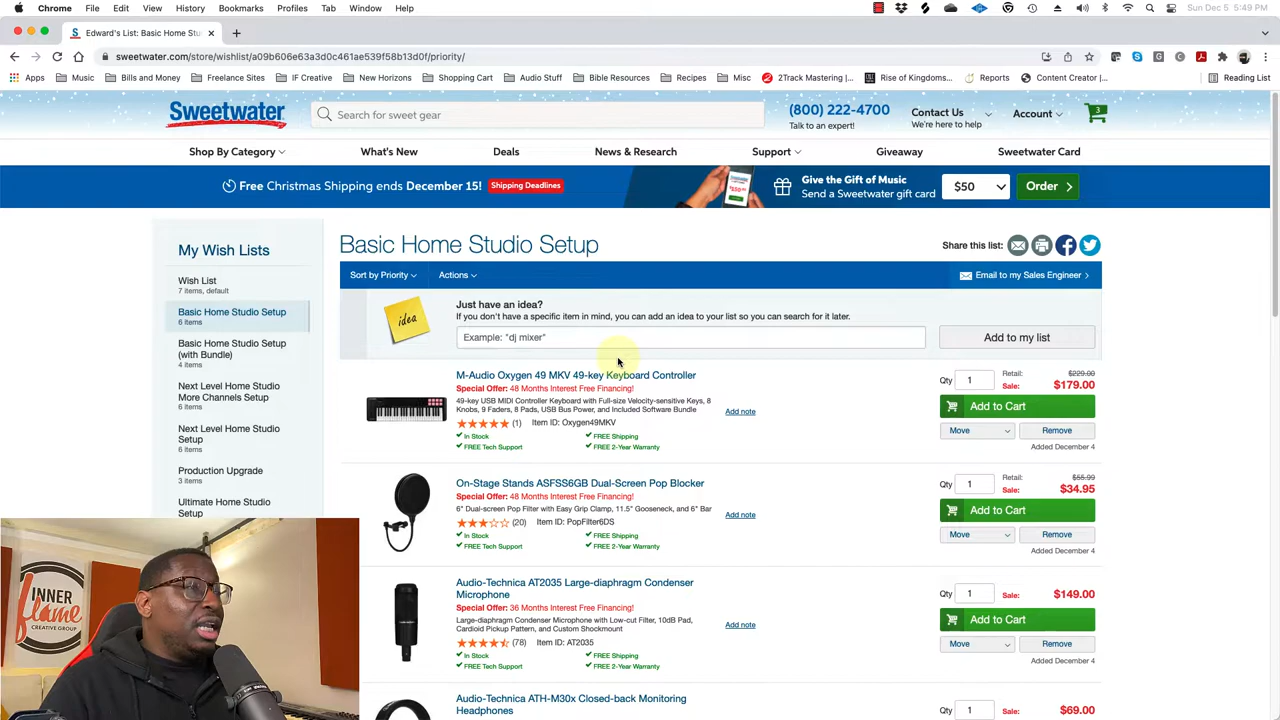 Chrome File Edit View History Bookmarks Profiles Tab Window Help Sun Dec 5 5:49 PM
Edward's List: Basic Home Stu
sweetwater.com/store/wishlist/a09b606e63a3d0c461ae539f58b13d0f/priority/
Apps Music Bills and Money Freelance Sites IF Creative New Horizons Shopping Cart Audio Stuff Bible Resources Recipes Misc 2Track Mastering |... Rise of Kingdoms... Reports Content Creator |... Reading List
Sweetwater
Search for sweet gear
(800) 222-4700
Talk to an expert!
Contact Us
We're here to help
Account
3
Shop By Category What's New Deals News & Research Support Giveaway Sweetwater Card
Free Christmas Shipping ends December 15! Shipping Deadlines
Give the Gift of Music
Send a Sweetwater gift card
$50
Order
My Wish Lists
Wish List
7 items, default
Basic Home Studio Setup
6 items
Basic Home Studio Setup
(with Bundle)
4 items
Next Level Home Studio
More Channels Setup
6 items
Next Level Home Studio
Setup
6 items
Production Upgrade
3 items
Ultimate Home Studio
Setup
Basic Home Studio Setup
Share this list:
Sort by Priority Actions Email to my Sales Engineer
idea
Just have an idea?
If you don't have a specific item in mind, you can add an idea to your list so you can search for it later.
Example: "dj mixer"
Add to my list
M-Audio Oxygen 49 MKV 49-key Keyboard Controller
Special Offer: 48 Months Interest Free Financing!
49-key USB MIDI Controller Keyboard with Full-size Velocity-sensitive Keys, 8
Knobs, 9 Faders, 8 Pads, USB Bus Power, and Included Software Bundle
(1) Item ID: Oxygen49MKV
In Stock FREE Shipping
FREE Tech Support FREE 2-Year Warranty
Add note
Qty 1 Retail: $229.00
Sale: $179.00
Add to Cart
Move Remove
Added December 4
On-Stage Stands ASFSS6GB Dual-Screen Pop Blocker
Special Offer: 48 Months Interest Free Financing!
6" Dual-screen Pop Filter with Easy Grip Clamp, 11.5" Gooseneck, and 6" Bar
(20) Item ID: PopFilter6DS
In Stock FREE Shipping
FREE Tech Support FREE 2-Year Warranty
Add note
Qty 1 Retail: $55.99
Sale: $34.95
Add to Cart
Move Remove
Added December 4
Audio-Technica AT2035 Large-diaphragm Condenser
Microphone
Special Offer: 36 Months Interest Free Financing!
Large-diaphragm Condenser Microphone with Low-cut Filter, 10dB Pad,
Cardioid Pickup Pattern, and Custom Shockmount
(78) Item ID: AT2035
In Stock FREE Shipping
FREE Tech Support FREE 2-Year Warranty
Add note
Qty 1 Sale: $149.00
Add to Cart
Move Remove
Added December 4
Audio-Technica ATH-M30x Closed-back Monitoring
Headphones
Qty 1 Sale: $69.00
INNER
flame
CREATIVE GROUP